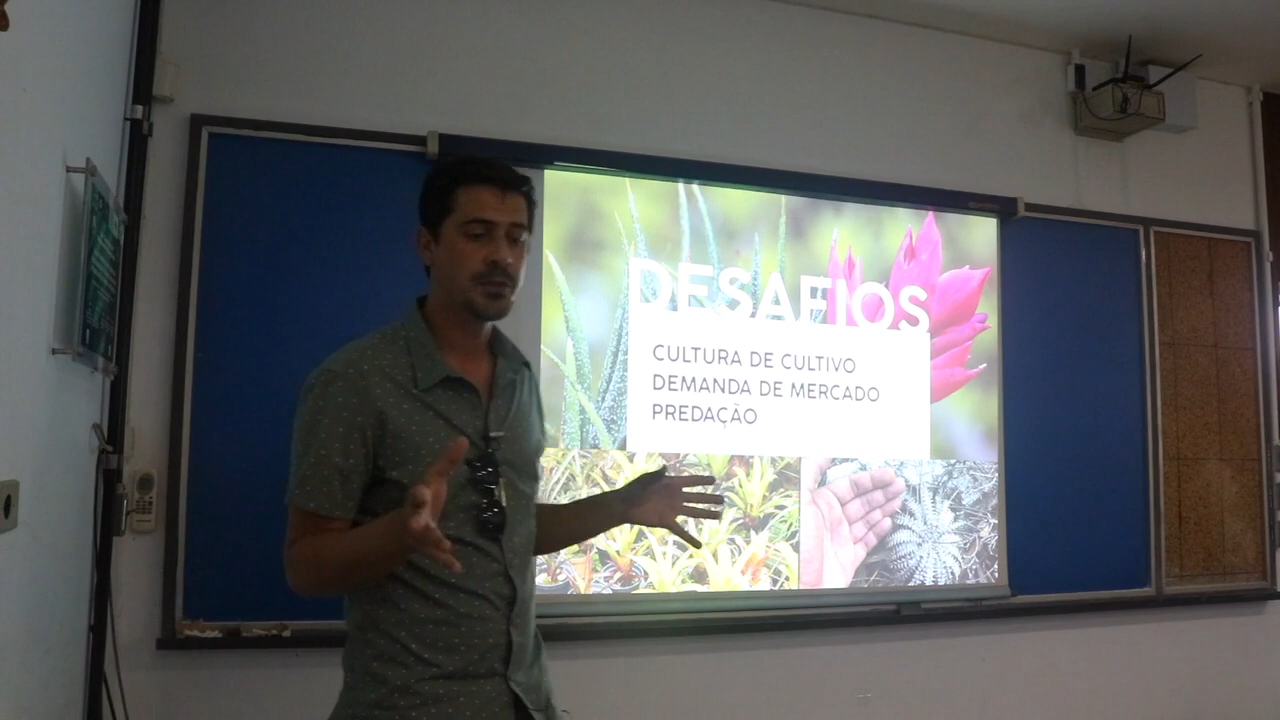 DESAFIOS
CULTURA DE CULTIVO
DEMANDA DE MERCADO
PREDAÇÃO